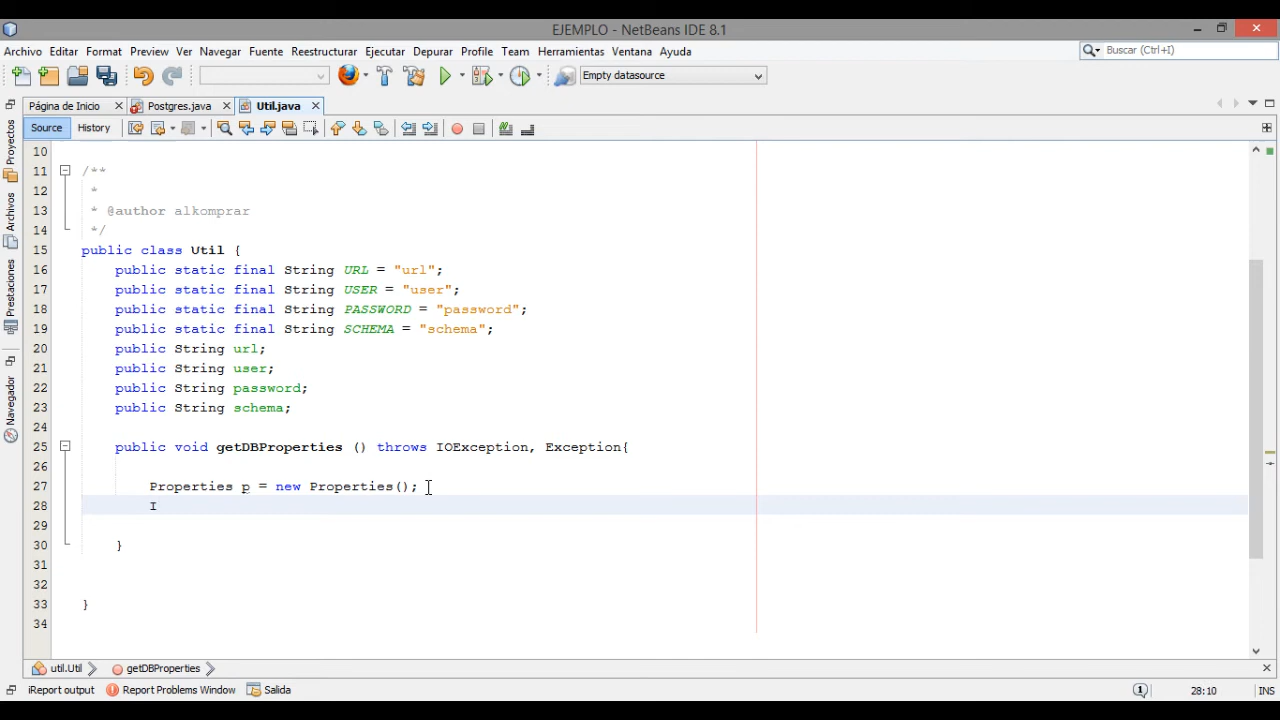 EJEMPLO - NetBeans IDE 8.1
Archivo Editar Format Preview Ver Navegar Fuente Reestructurar Ejecutar Depurar Profile Team Herramientas Ventana Ayuda
Buscar (Ctrl+I)
Empty datasource
Página de Inicio Postgres.java Util.java
Source History
Proyectos
Archivos
Prestaciones
Navegador
10
11 /**
12 *
13 * @author alkomprar
14 */
15 public class Util {
16 public static final String URL = "url";
17 public static final String USER = "user";
18 public static final String PASSWORD = "password";
19 public static final String SCHEMA = "schema";
20 public String url;
21 public String user;
22 public String password;
23 public String schema;
24
25 public void getDBProperties () throws IOException, Exception{
26
27 Properties p = new Properties();
28 I
29
30 }
31
32
33 }
34
util.Util getDBProperties
iReport output Report Problems Window Salida 1 28:10 INS